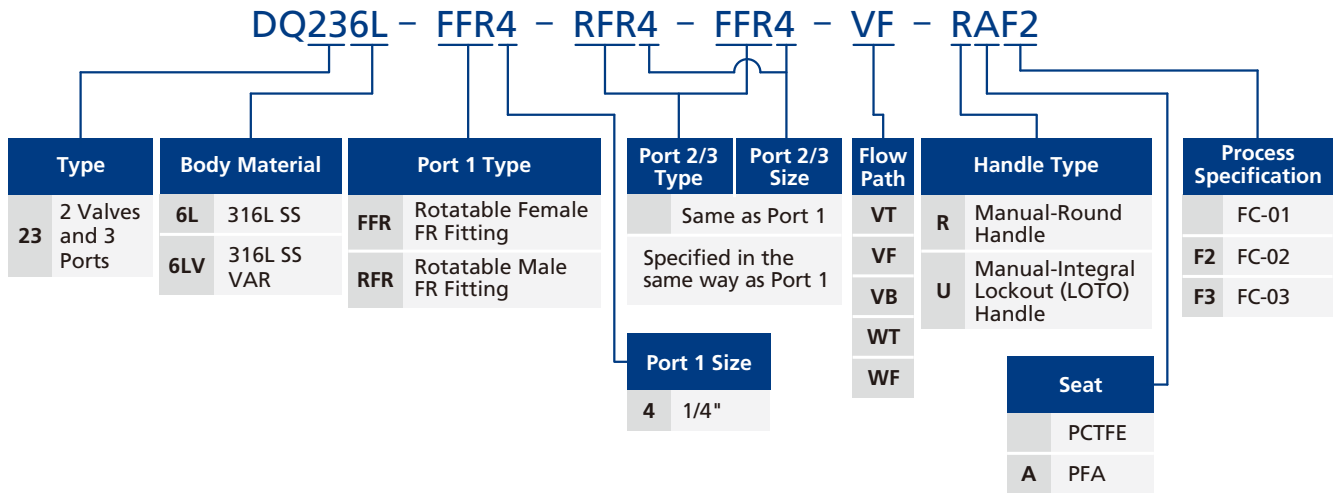 DQ236L – FFR4 – RFR4 – FFR4 – VF – RAF2
Type
23
2 Valves
and 3
Ports
Body Material
6L 316L SS
6LV
316L SS
VAR
Port 1 Type
FFR
Rotatable Female
FR Fitting
RFR
Rotatable Male
FR Fitting
Port 1 Size
4 1/4"
Port 2/3
Type
Port 2/3
Size
Same as Port 1
Specified in the
same way as Port 1
Flow
Path
VT
VF
VB
WT
WF
Handle Type
R
Manual-Round
Handle
U
Manual-Integral
Lockout (LOTO)
Handle
Seat
PCTFE
A PFA
Process
Specification
FC-01
F2 FC-02
F3 FC-03